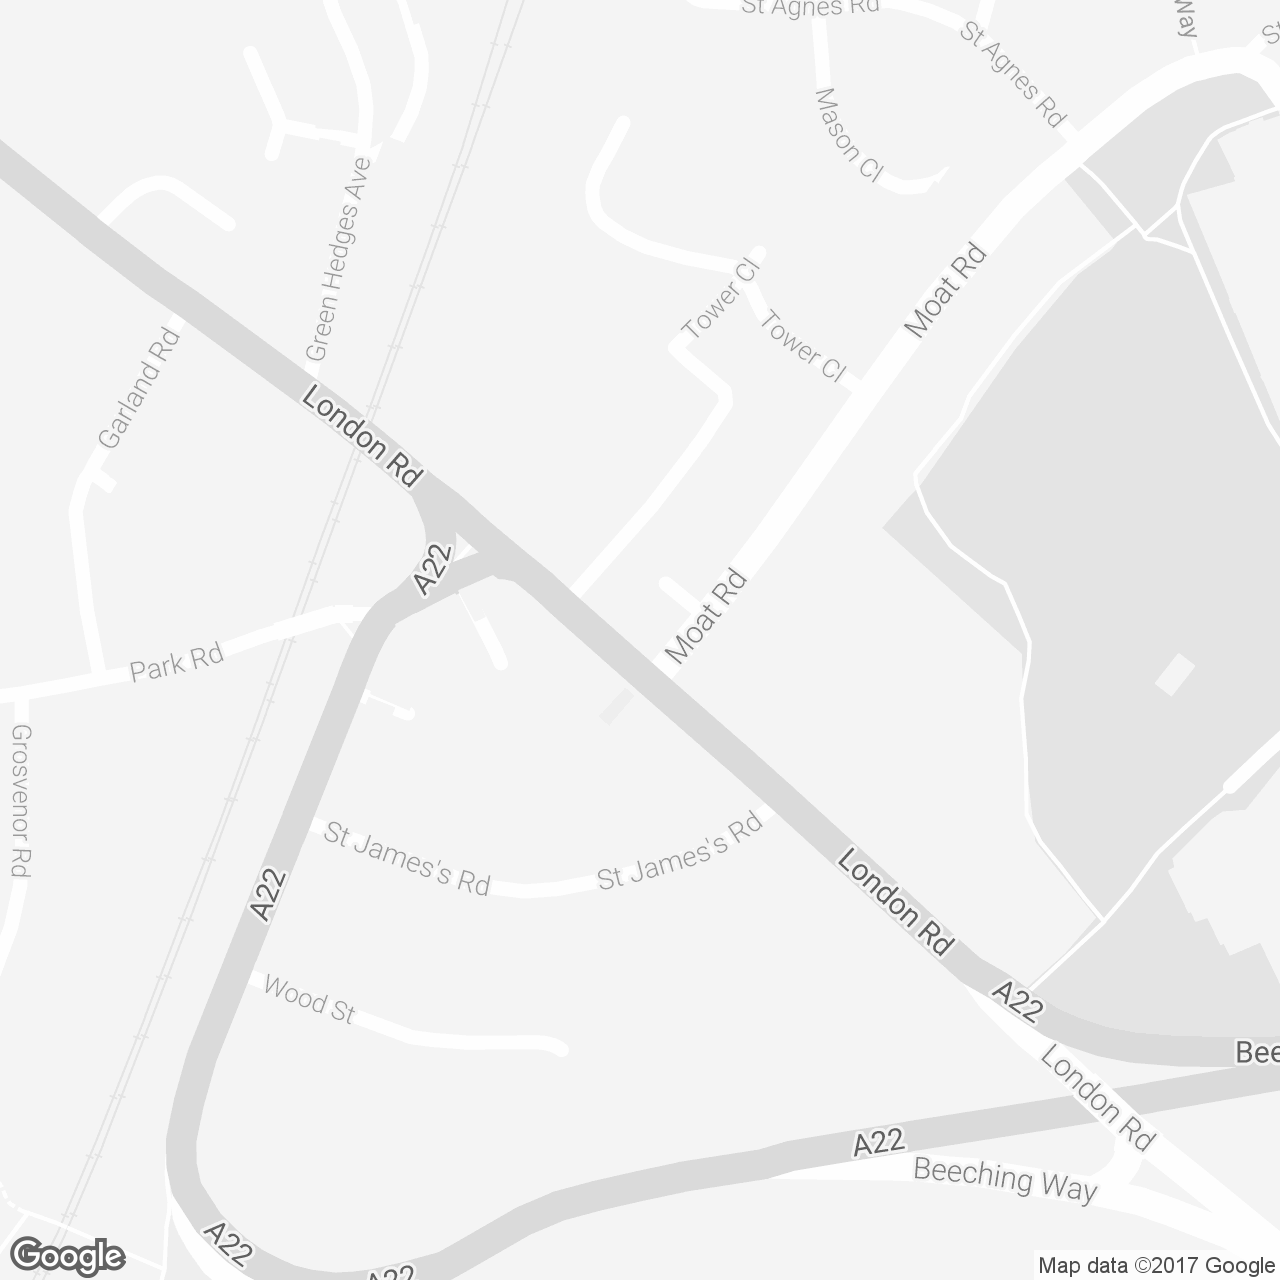 St Agnes Rd
Way
St Agnes Rd
Mason Cl
Green Hedges Ave
Moat Rd
Tower Cl
Tower Cl
Garland Rd
London Rd
A22
Moat Rd
Park Rd
Grosvenor Rd
St James's Rd
St James's Rd
London Rd
A22
Wood St
A22
Bee
London Rd
A22
Beeching Way
A22
A22
Google
Map data ©2017 Google